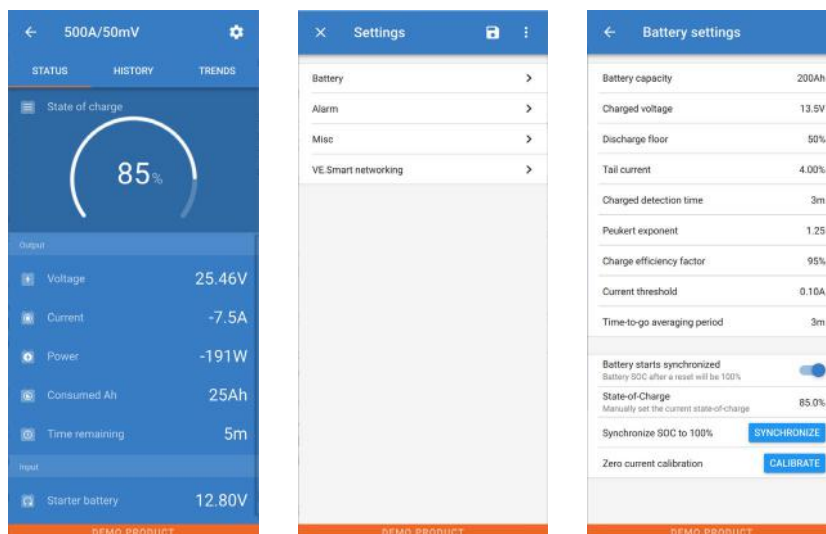 500A/50mV
STATUS HISTORY TRENDS
State of charge
85%
Output
Voltage 25.46V
Current -7.5A
Power -191W
Consumed Ah 25Ah
Time remaining 5m
Input
Starter battery 12.80V
DEMO PRODUCT
Settings
Battery
Alarm
Misc
VE.Smart networking
DEMO PRODUCT
Battery settings
Battery capacity 200Ah
Charged voltage 13.5V
Discharge floor 50%
Tail current 4.00%
Charged detection time 3m
Peukert exponent 1.25
Charge efficiency factor 95%
Current threshold 0.10A
Time-to-go averaging period 3m
Battery starts synchronized
Battery SOC after a reset will be 100%
State-of-Charge 85.0%
Manually set the current state-of-charge
Synchronize SOC to 100% SYNCHRONIZE
Zero current calibration CALIBRATE
DEMO PRODUCT